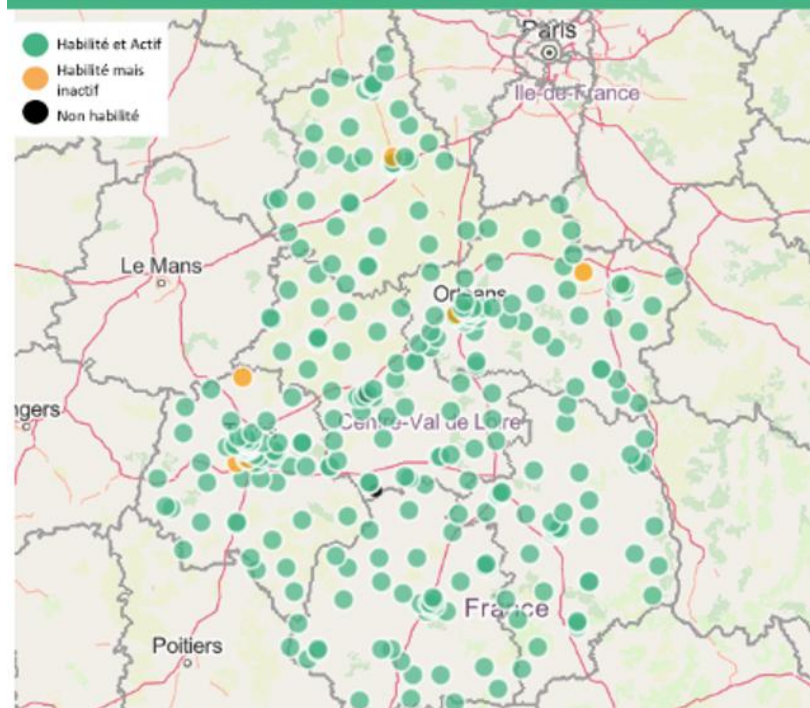 Paris
Habilité et Actif
Habilité mais
inactif
Non habilité
Ile-de-France
Le Mans
Orléans
ngers
Centre-Val de Loire
France
Poitiers